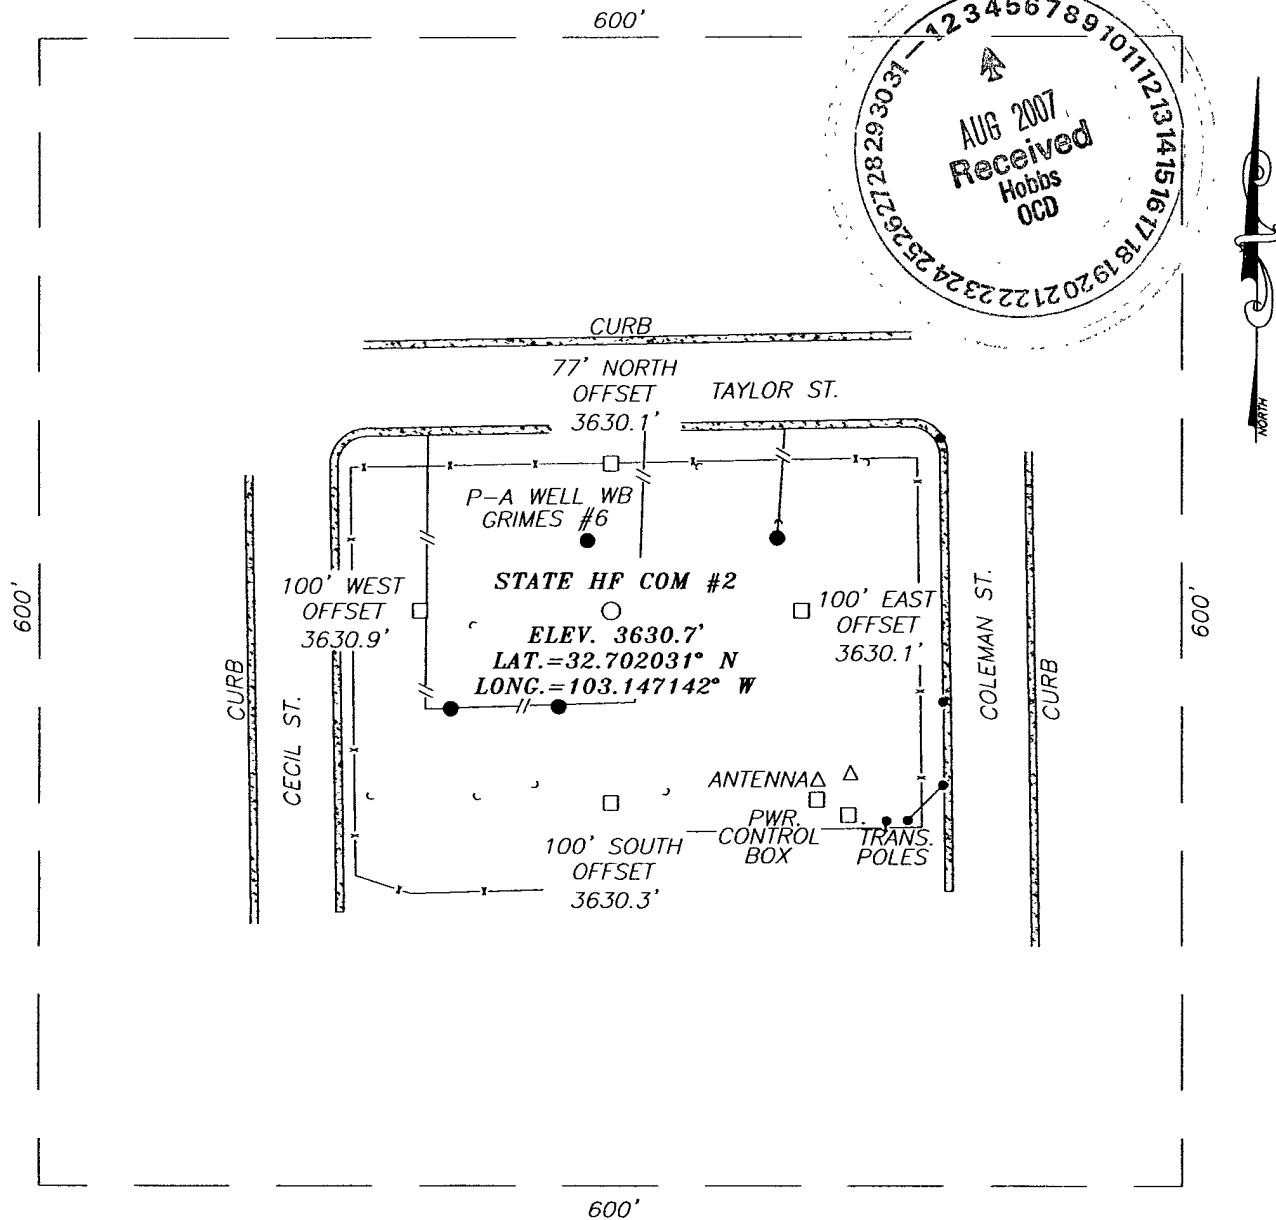 600'
1 2 3 4 5 6 7 8 9 10 11 12 13 14 15 16 17 18 19 20 21 22 23 24 25 26 27 28 29 30 31
AUG 2007
Received
Hobbs
OCD
NORTH
CURB
77' NORTH
OFFSET
3630.1'
TAYLOR ST.
P-A WELL WB
GRIMES #6
STATE HF COM #2
100' WEST
OFFSET
3630.9'
100' EAST
OFFSET
3630.1'
ELEV. 3630.7'
LAT.=32.702031° N
LONG.=103.147142° W
600'
600'
CURB
CECIL ST.
COLEMAN ST.
CURB
ANTENNA
PWR.
CONTROL
BOX
TRANS.
POLES
100' SOUTH
OFFSET
3630.3'
600'